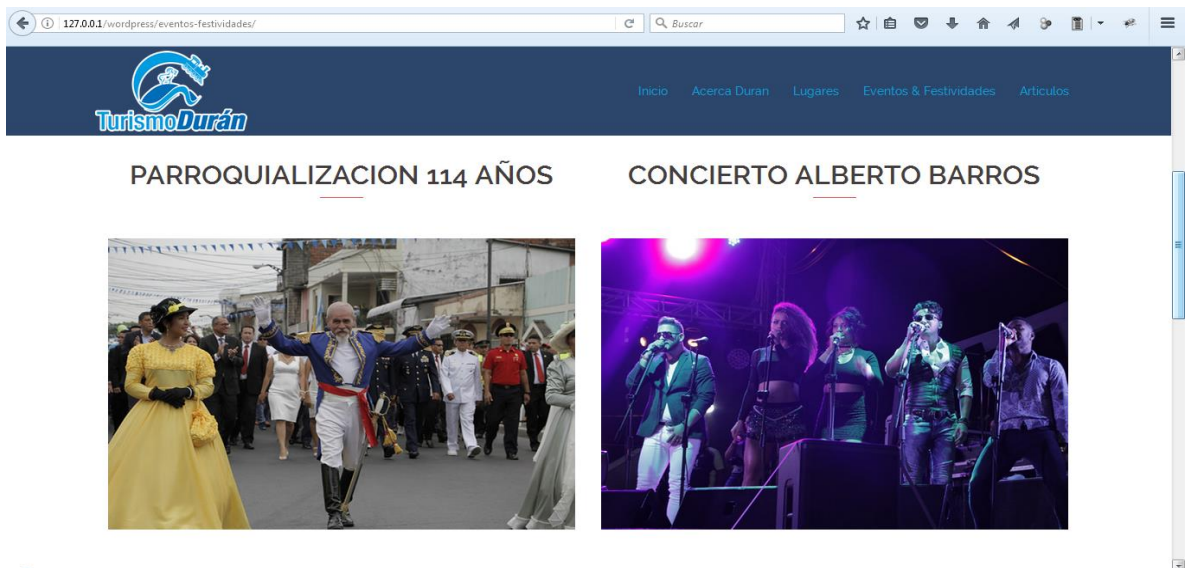 127.0.0.1/wordpress/eventos-festividades/
Buscar
TurismoDurán
Inicio
Acerca Duran
Lugares
Eventos & Festividades
Articulos
PARROQUIALIZACION 114 AÑOS
CONCIERTO ALBERTO BARROS